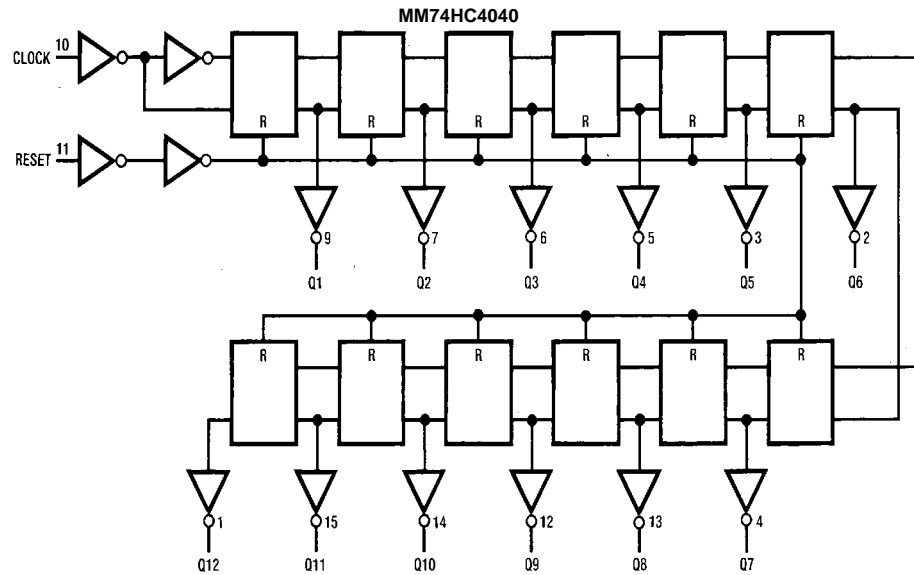 MM74HC4040
CLOCK 10
R R R R R R
RESET 11
9 7 6 5 3 2
Q1 Q2 Q3 Q4 Q5 Q6
R R R R R R
1 15 14 12 13 4
Q12 Q11 Q10 Q9 Q8 Q7